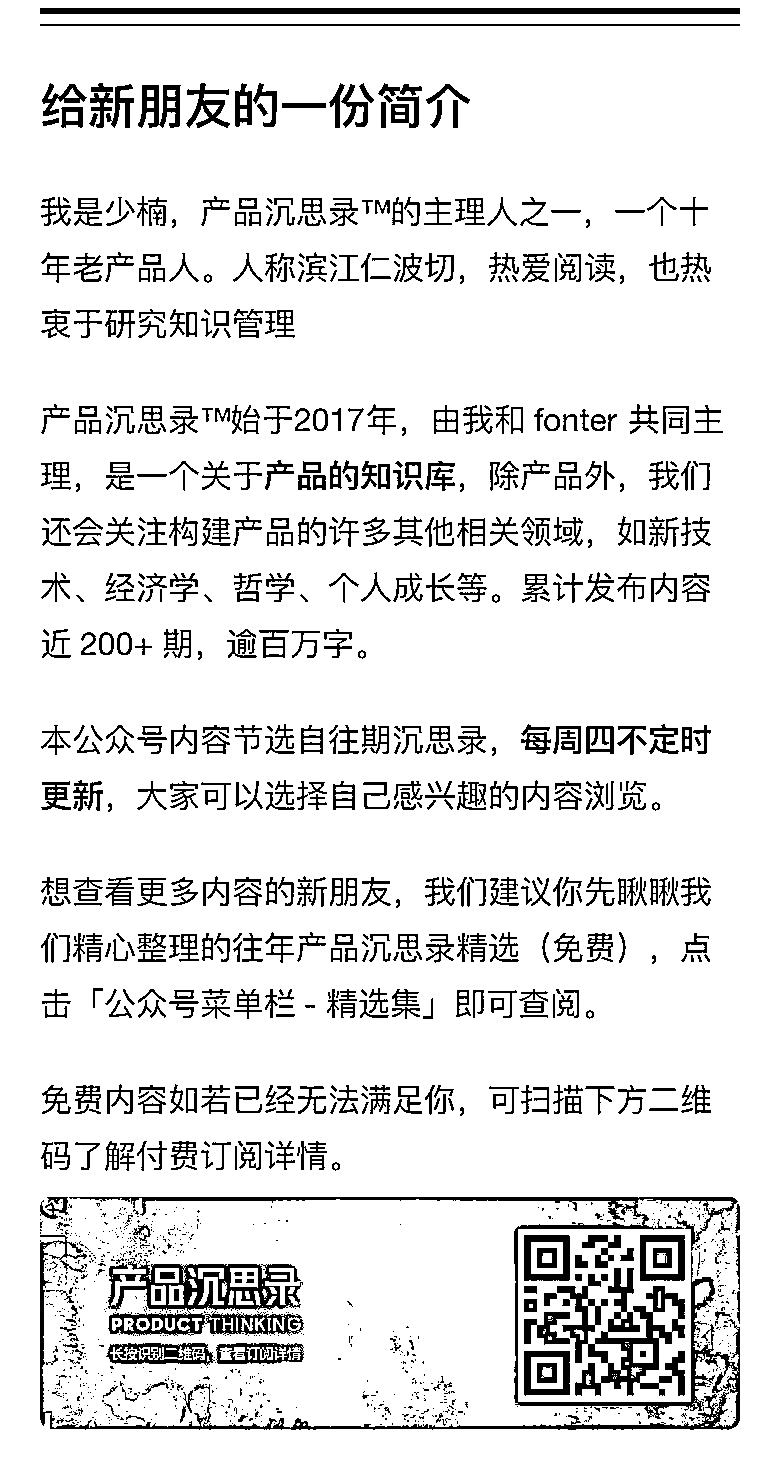 给新朋友的一份简介
我是少楠，产品沉思录™的主理人之一，一个十
年老产品人。人称滨江仁波切，热爱阅读，也热
衷于研究知识管理
产品沉思录™始于2017年，由我和 fonter 共同主
理，是一个关于产品的知识库，除产品外，我们
还会关注构建产品的许多其他相关领域，如新技
术、经济学、哲学、个人成长等。累计发布内容
近 200+ 期，逾百万字。
本公众号内容节选自往期沉思录，每周四不定时
更新，大家可以选择自己感兴趣的内容浏览。
想查看更多内容的新朋友，我们建议你先瞅瞅我
们精心整理的往年产品沉思录精选（免费），点
击「公众号菜单栏 - 精选集」即可查阅。
免费内容如若已经无法满足你，可扫描下方二维
码了解付费订阅详情。
产品沉思录
PRODUCT THINKING
长按识别二维码，查看订阅详情